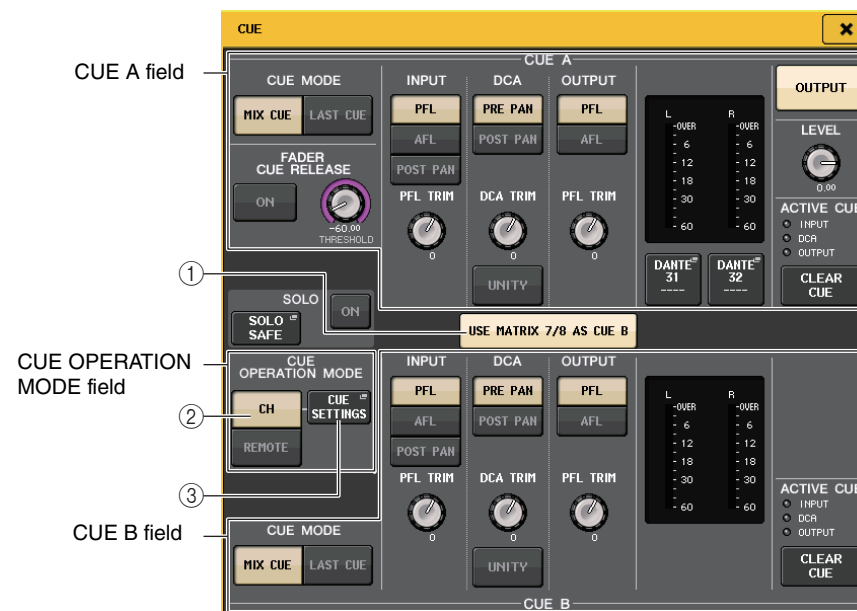 CUE
CUE A field
CUE A
CUE MODE
MIX CUE
LAST CUE
FADER
CUE RELEASE
ON
-60.00
THRESHOLD
INPUT
PFL
AFL
POST PAN
PFL TRIM
0
DCA
PRE PAN
POST PAN
DCA TRIM
0
UNITY
OUTPUT
PFL
AFL
PFL TRIM
0
L
R
-OVER
-OVER
- 6
- 6
- 12
- 12
- 18
- 18
- 30
- 30
- 60
- 60
DANTE
31
----
DANTE
32
----
OUTPUT
LEVEL
0.00
ACTIVE CUE
INPUT
DCA
OUTPUT
CLEAR
CUE
1
SOLO
SOLO
SAFE
ON
USE MATRIX 7/8 AS CUE B
CUE OPERATION
MODE field
CUE
OPERATION MODE
2
CH
REMOTE
CUE
SETTINGS
3
CUE B field
CUE MODE
MIX CUE
LAST CUE
INPUT
PFL
AFL
POST PAN
PFL TRIM
0
DCA
PRE PAN
POST PAN
DCA TRIM
0
UNITY
OUTPUT
PFL
AFL
PFL TRIM
0
L
R
-OVER
-OVER
- 6
- 6
- 12
- 12
- 18
- 18
- 30
- 30
- 60
- 60
ACTIVE CUE
INPUT
DCA
OUTPUT
CLEAR
CUE
CUE B